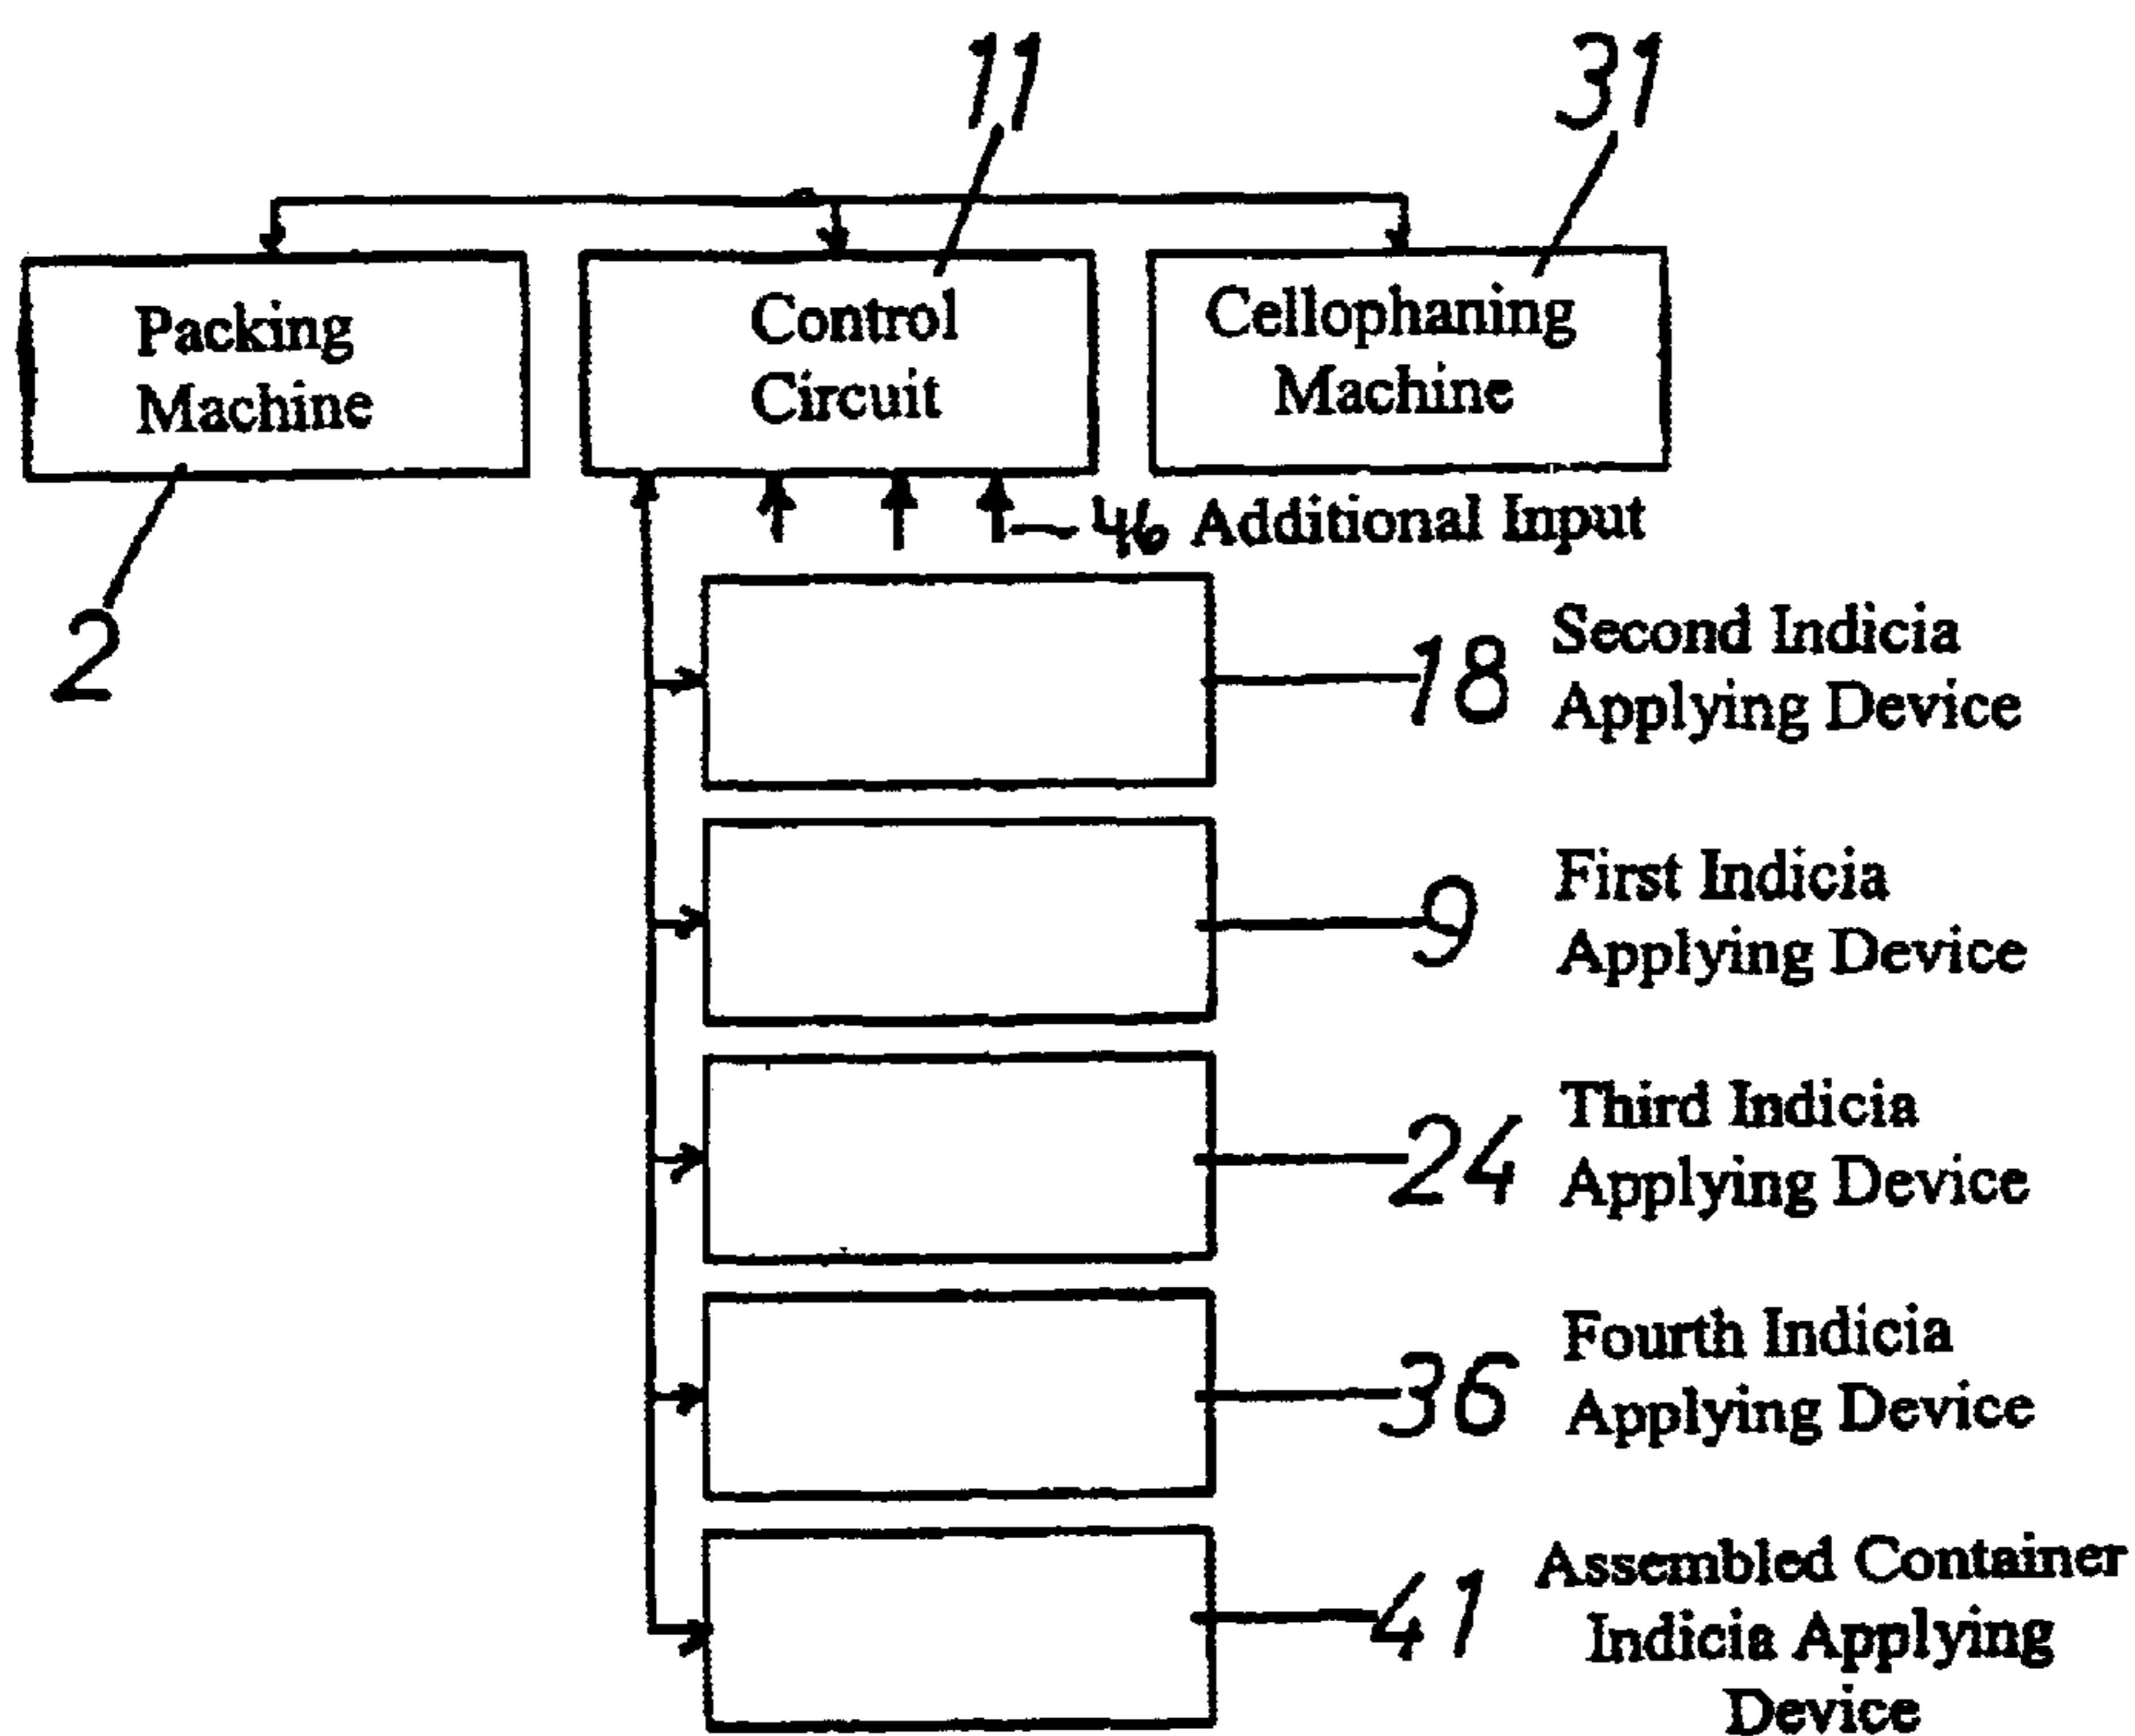 11
31
Packing
Machine
Control
Circuit
Cellophaning
Machine
46 Additional Input
2
18
Second Indicia
Applying Device
9
First Indicia
Applying Device
24
Third Indicia
Applying Device
36
Fourth Indicia
Applying Device
41
Assembled Container
Indicia Applying
Device